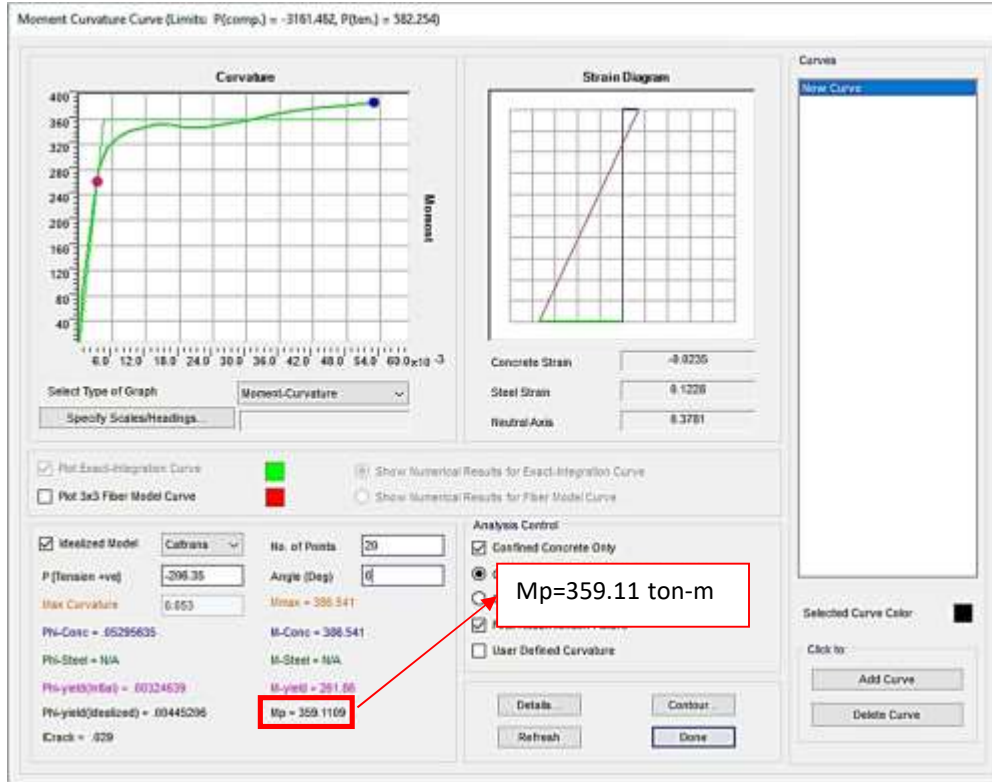 Moment Curvature Curve (Limits: P(comp.) = -3161.462, P(ten.) = 582.254)
Curvature
400
360
320
280
240
200
160
120
80
40
Moment
6.0 12.0 18.0 24.0 30.0 36.0 42.0 48.0 54.0 60.0 x10 -3
Select Type of Graph
Moment-Curvature
Specify Scales/Headings...
Strain Diagram
Concrete Strain
-0.0235
Steel Strain
0.1228
Neutral Axis
0.3781
Curves
New Curve
Plot Exact-Integration Curve
Show Numerical Results for Exact-Integration Curve
Plot 3x3 Fiber Model Curve
Show Numerical Results for Fiber Model Curve
Idealized Model
Caltrans
No. of Points
20
P [Tension +ve]
-296.35
Angle (Deg)
0
Max Curvature
0.053
Mmax = 386.541
Phi-Conc = .05295635
M-Conc = 386.541
Phi-Steel = N/A
M-Steel = N/A
Phi-yield(Initial) = .00324639
M-yield = 261.86
Phi-yield(Idealized) = .00445206
Mp = 359.1109
ICrack = .029
Analysis Control
Confined Concrete Only
Mp=359.11 ton-m
User Defined Curvature
Details...
Contour...
Refresh
Done
Selected Curve Color
Click to:
Add Curve
Delete Curve